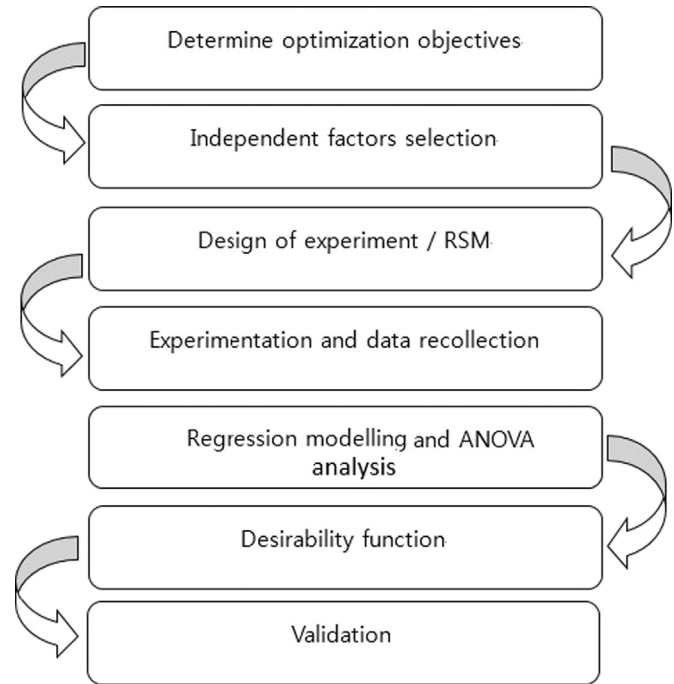 Determine optimization objectives
Independent factors selection
Design of experiment / RSM
Experimentation and data recollection
Regression modelling and ANOVA
analysis
Desirability function
Validation